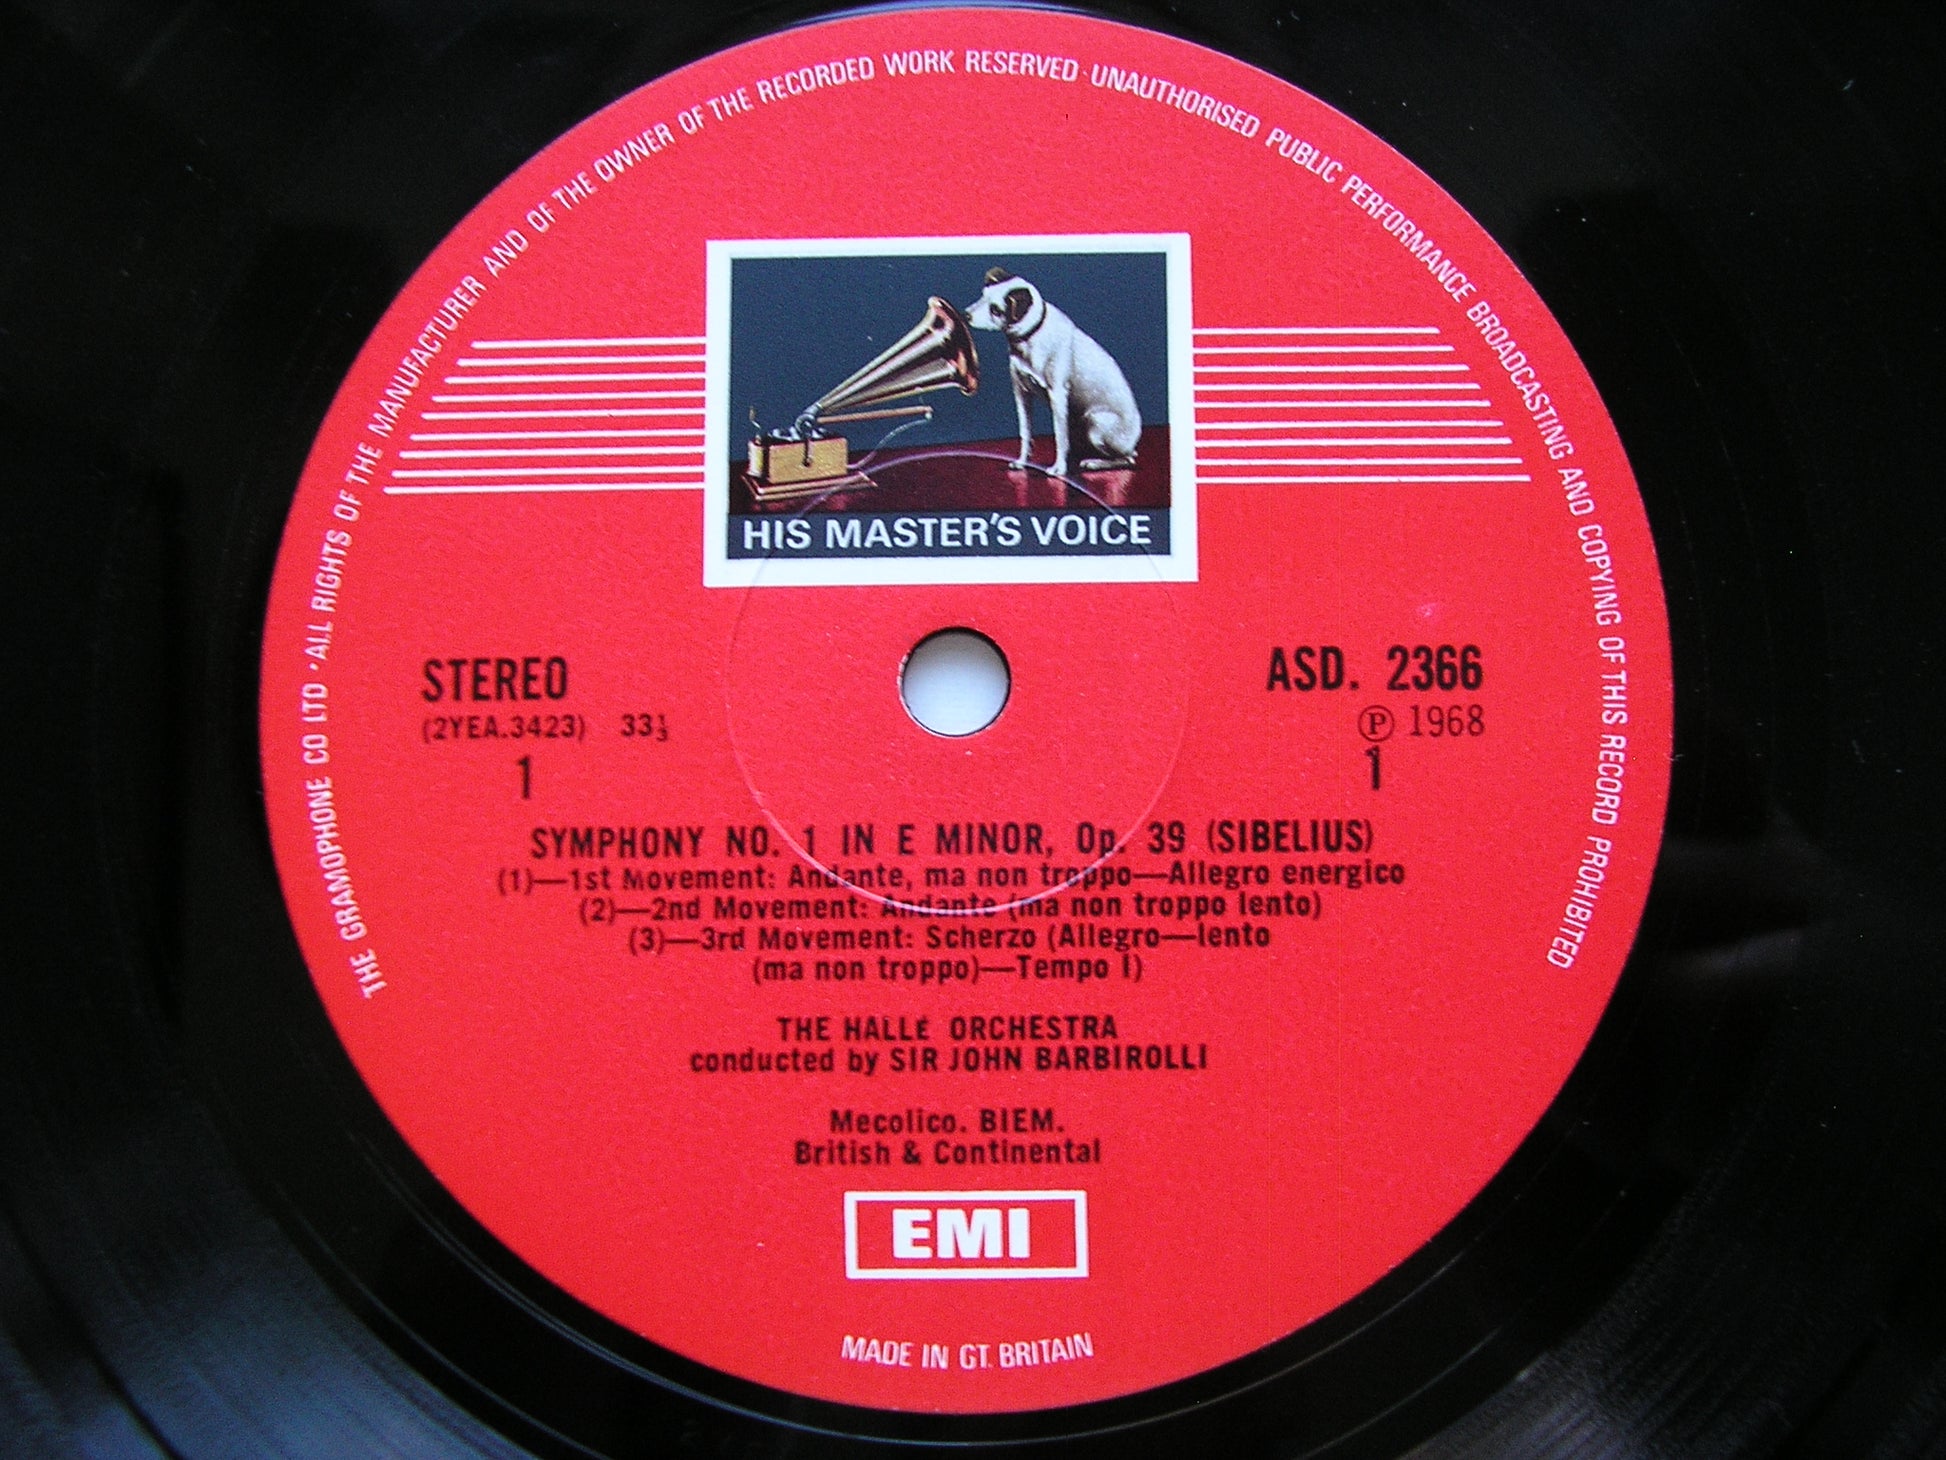 THE GRAMOPHONE CO LTD · ALL RIGHTS OF THE MANUFACTURER AND OF THE OWNER OF THE RECORDED WORK RESERVED · UNAUTHORISED PUBLIC PERFORMANCE BROADCASTING AND COPYING OF THIS RECORD PROHIBITED
HIS MASTER'S VOICE
STEREO ASD. 2366
(2YEA.3423) 33⅓ ℗ 1968
1 1
SYMPHONY NO. 1 IN E MINOR, Op. 39 (SIBELIUS)
(1)—1st Movement: Andante, ma non troppo—Allegro energico
(2)—2nd Movement: Andante (ma non troppo lento)
(3)—3rd Movement: Scherzo (Allegro—lento
(ma non troppo)—Tempo I)
THE HALLÉ ORCHESTRA
conducted by SIR JOHN BARBIROLLI
Mecolico. BIEM.
British & Continental
EMI
MADE IN GT. BRITAIN